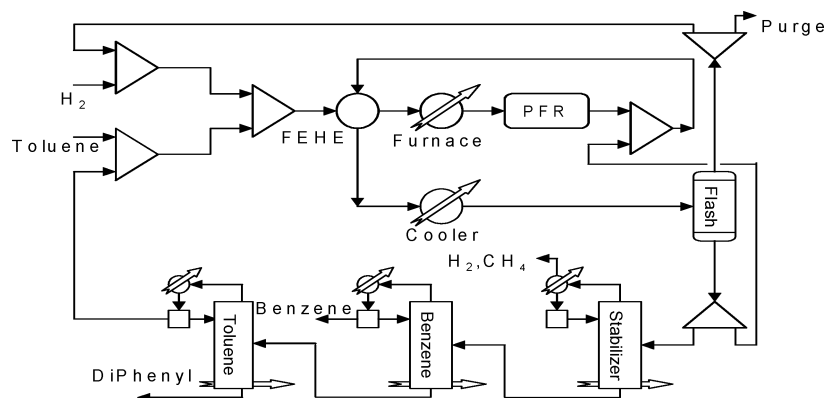 Purge
H2
FEHE
Furnace
PFR
Toluene
Flash
Cooler
H2,CH4
Benzene
Toluene
Benzene
Stabilizer
DiPhenyl